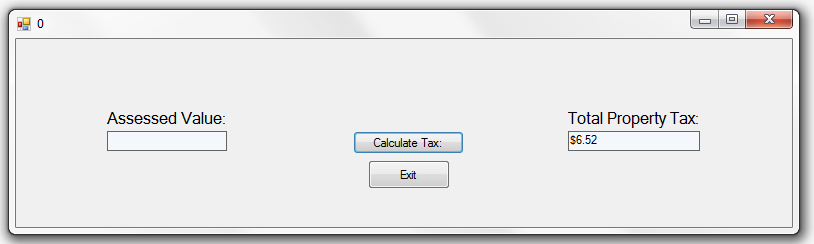 0
Assessed Value:
Total Property Tax:
Calculate Tax:
$6.52
Exit